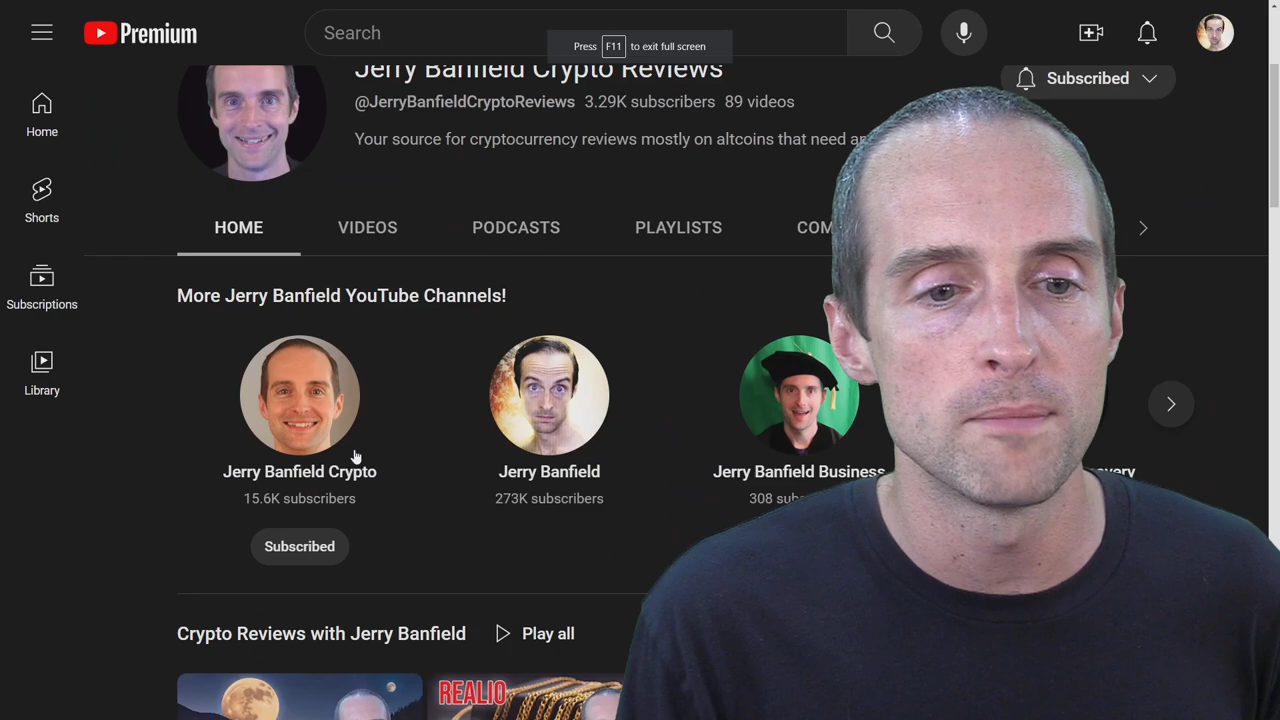 Premium
Search
Press F11 to exit full screen
Jerry Banfield Crypto Reviews
@JerryBanfieldCryptoReviews 3.29K subscribers 89 videos
Subscribed
Your source for cryptocurrency reviews mostly on altcoins that need
Home
Shorts
Subscriptions
Library
HOME VIDEOS PODCASTS PLAYLISTS COM
More Jerry Banfield YouTube Channels!
Jerry Banfield Crypto
15.6K subscribers
Subscribed
Jerry Banfield
273K subscribers
Jerry Banfield Business
308 sub
Crypto Reviews with Jerry Banfield Play all
REALIO